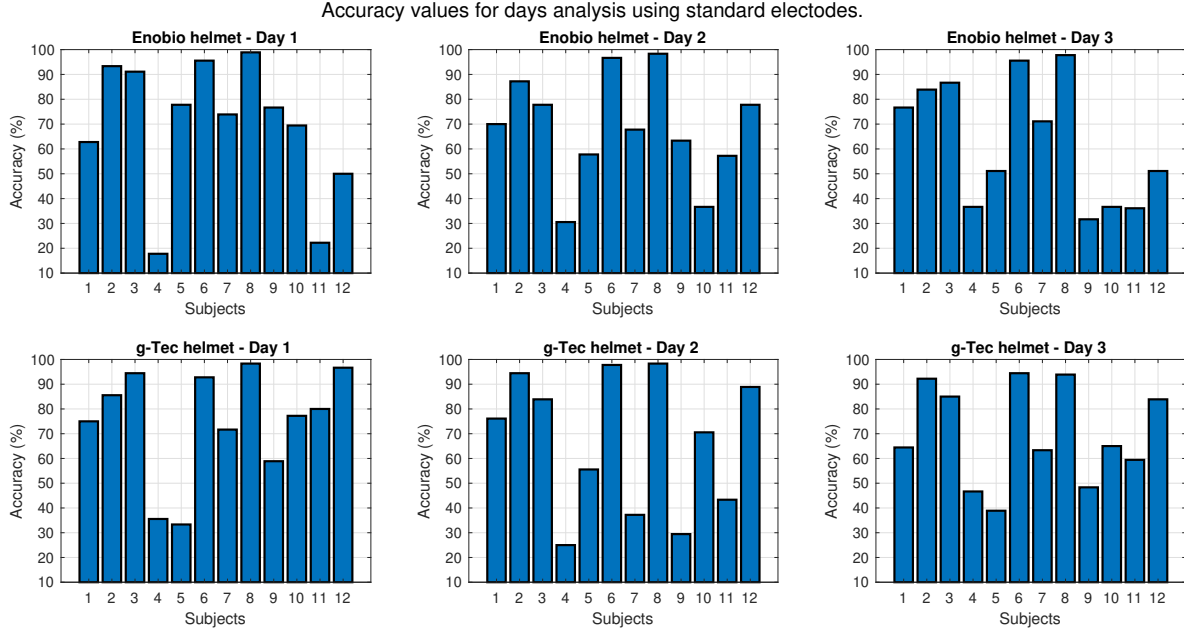 Accuracy values for days analysis using standard electodes.
Enobio helmet - Day 1
Enobio helmet - Day 2
Enobio helmet - Day 3
Accuracy (%)
100
90
80
70
60
50
40
30
20
10
1 2 3 4 5 6 7 8 9 10 11 12
Subjects
Accuracy (%)
100
90
80
70
60
50
40
30
20
10
1 2 3 4 5 6 7 8 9 10 11 12
Subjects
Accuracy (%)
100
90
80
70
60
50
40
30
20
10
1 2 3 4 5 6 7 8 9 10 11 12
Subjects
g-Tec helmet - Day 1
g-Tec helmet - Day 2
g-Tec helmet - Day 3
Accuracy (%)
100
90
80
70
60
50
40
30
20
10
1 2 3 4 5 6 7 8 9 10 11 12
Subjects
Accuracy (%)
100
90
80
70
60
50
40
30
20
10
1 2 3 4 5 6 7 8 9 10 11 12
Subjects
Accuracy (%)
100
90
80
70
60
50
40
30
20
10
1 2 3 4 5 6 7 8 9 10 11 12
Subjects